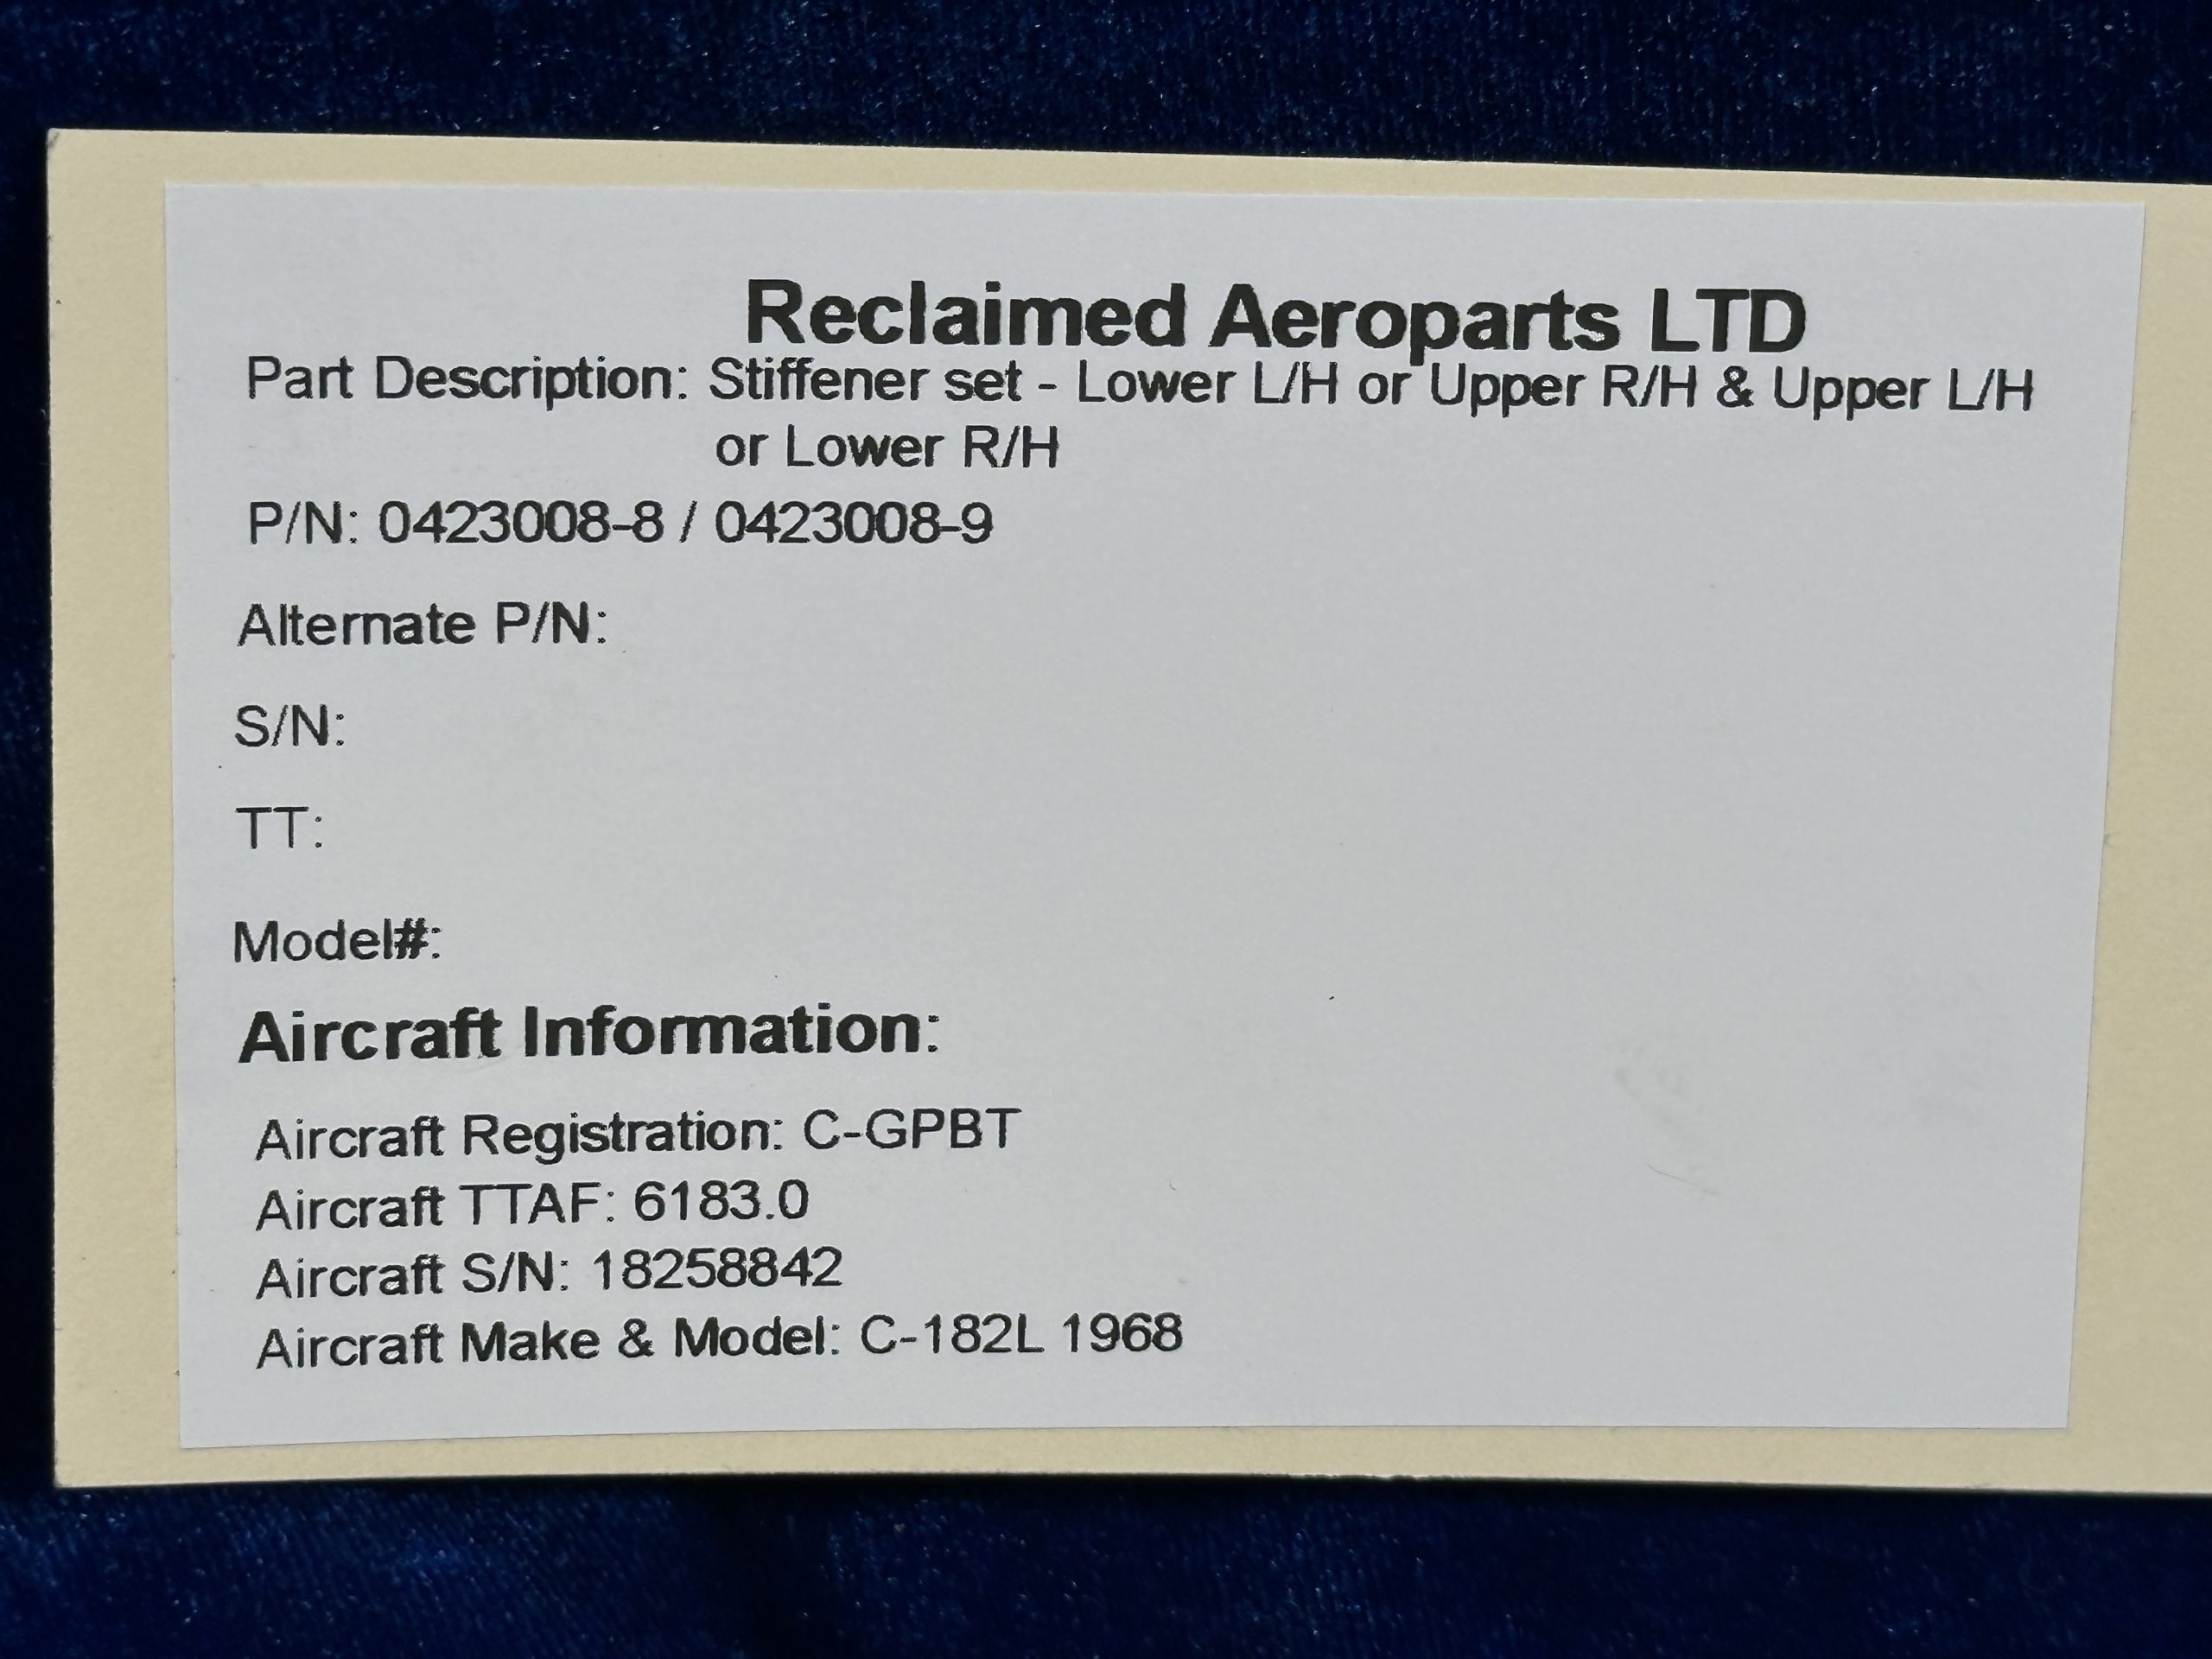 Reclaimed Aeroparts LTD
Part Description: Stiffener set - Lower L/H or Upper R/H & Upper L/H
or Lower R/H
P/N: 0423008-8 / 0423008-9
Alternate P/N:
S/N:
TT:
Model#:
Aircraft Information:
Aircraft Registration: C-GPBT
Aircraft TTAF: 6183.0
Aircraft S/N: 18258842
Aircraft Make & Model: C-182L 1968